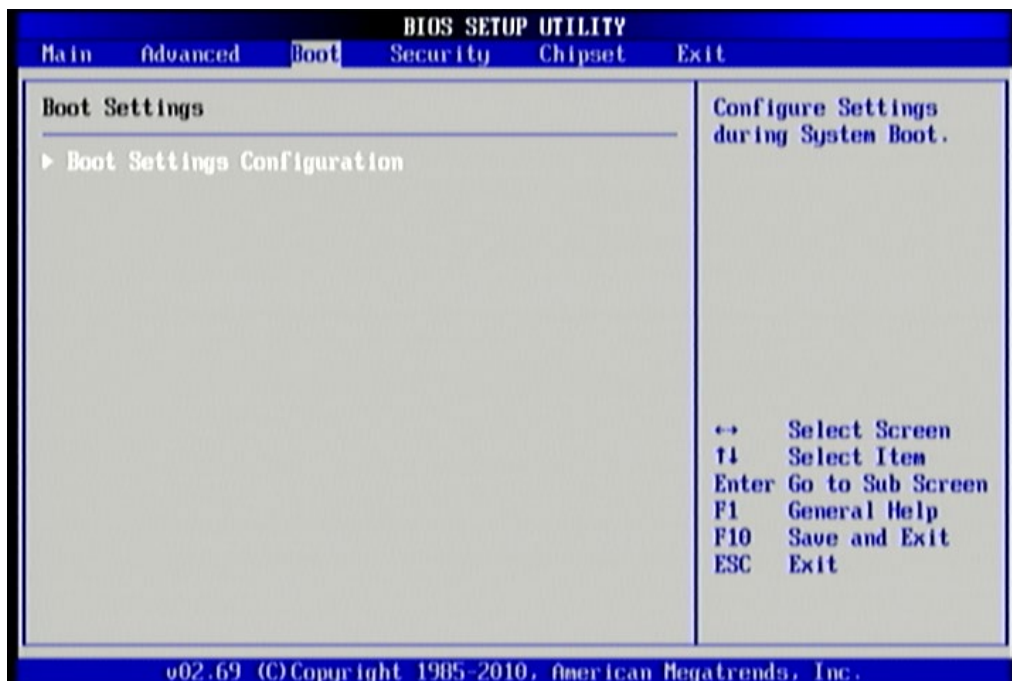 BIOS SETUP UTILITY
Main Advanced Boot Security Chipset Exit
Boot Settings
▶ Boot Settings Configuration
Configure Settings
during System Boot.
↔ Select Screen
↑↓ Select Item
Enter Go to Sub Screen
F1 General Help
F10 Save and Exit
ESC Exit
v02.69 (C)Copyright 1985-2010, American Megatrends, Inc.